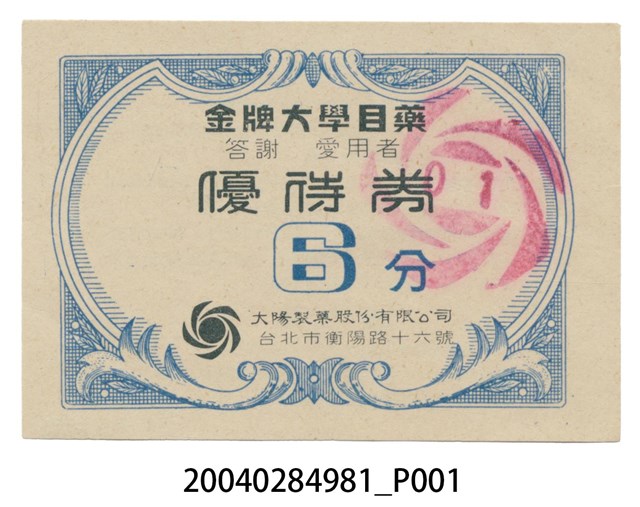 金牌大學目藥
答謝 愛用者
優待券
6分
01
大陽製藥股份有限公司
台北市衡陽路十六號
20040284981_P001